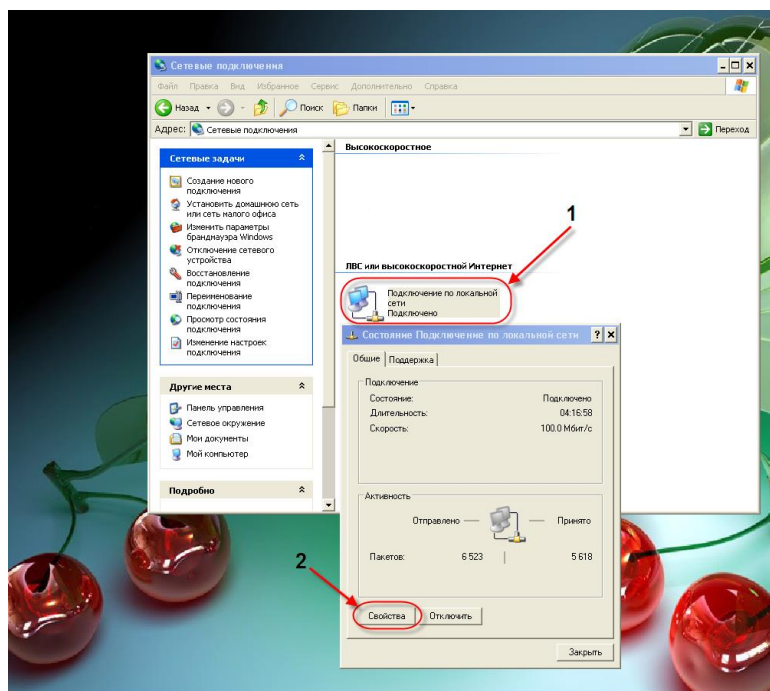 Сетевые подключения
Файл Правка Вид Избранное Сервис Дополнительно Справка
Назад Поиск Папки
Адрес: Сетевые подключения Переход
Сетевые задачи
Создание нового
подключения
Установить домашнюю сеть
или сеть малого офиса
Изменить параметры
брандмауэра Windows
Отключение сетевого
устройства
Восстановление
подключения
Переименование
подключения
Просмотр состояния
подключения
Изменение настроек
подключения
Другие места
Панель управления
Сетевое окружение
Мои документы
Мой компьютер
Подробно
Высокоскоростное
1
ЛВС или высокоскоростной Интернет
Подключение по локальной
сети
Подключено
Состояние Подключение по локальной сети
Общие Поддержка
Подключение
Состояние: Подключено
Длительность: 04:16:58
Скорость: 100.0 Мбит/с
Активность
Отправлено — — Принято
Пакетов: 6 523 | 5 618
2
Свойства Отключить
Закрыть